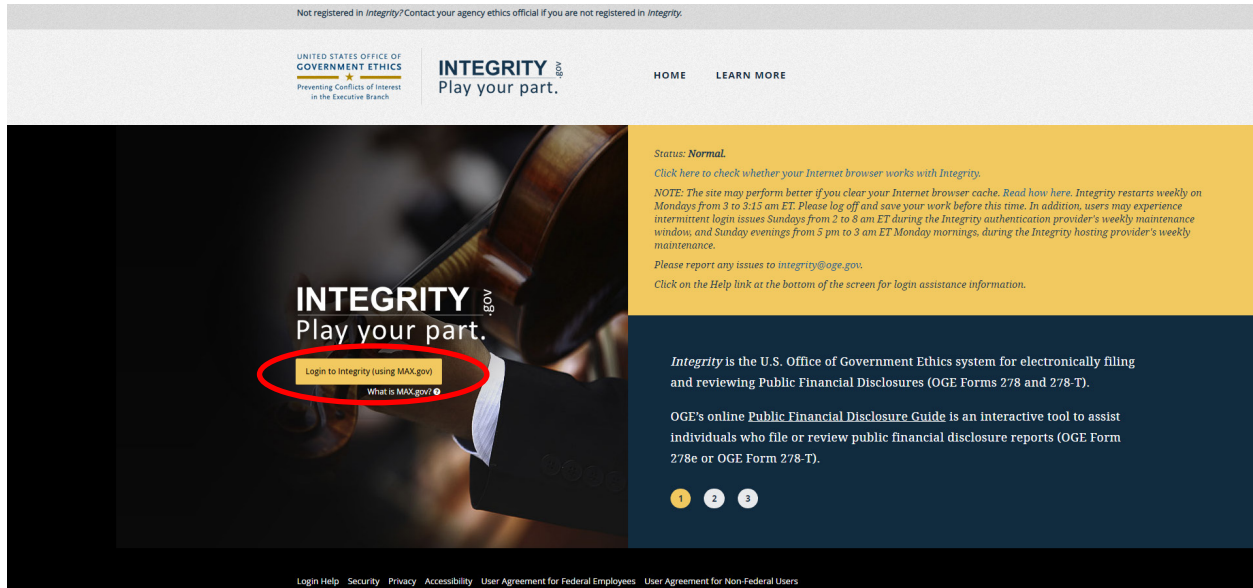 Not registered in Integrity? Contact your agency ethics official if you are not registered in Integrity.
UNITED STATES OFFICE OF
GOVERNMENT ETHICS
Preventing Conflicts of Interest
in the Executive Branch
INTEGRITY .gov
Play your part.
HOME LEARN MORE
Status: Normal.
Click here to check whether your Internet browser works with Integrity.
NOTE: The site may perform better if you clear your Internet browser cache. Read how here. Integrity restarts weekly on
Mondays from 3 to 3:15 am ET. Please log off and save your work before this time. In addition, users may experience
intermittent login issues Sundays from 2 to 8 am ET during the Integrity authentication provider's weekly maintenance
window, and Sunday evenings from 5 pm to 3 am ET Monday mornings, during the Integrity hosting provider's weekly
maintenance.
Please report any issues to integrity@oge.gov.
Click on the Help link at the bottom of the screen for login assistance information.
INTEGRITY .gov
Play your part.
Login to Integrity (using MAX.gov)
What is MAX.gov? ?
Integrity is the U.S. Office of Government Ethics system for electronically filing
and reviewing Public Financial Disclosures (OGE Forms 278 and 278-T).
OGE's online Public Financial Disclosure Guide is an interactive tool to assist
individuals who file or review public financial disclosure reports (OGE Form
278e or OGE Form 278-T).
1 2 3
Login Help Security Privacy Accessibility User Agreement for Federal Employees User Agreement for Non-Federal Users